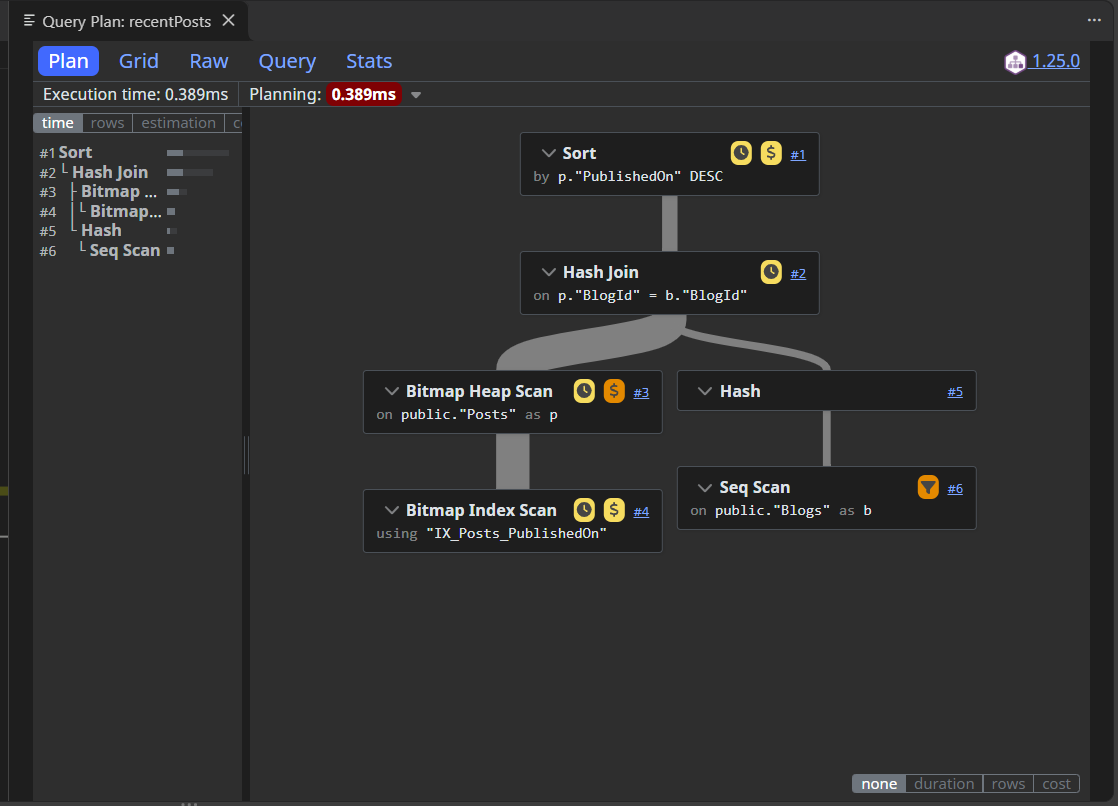 Query Plan: recentPosts
Plan Grid Raw Query Stats 1.25.0
Execution time: 0.389ms Planning: 0.389ms
time rows estimation c
#1 Sort
#2 Hash Join
#3 Bitmap ...
#4 Bitmap...
#5 Hash
#6 Seq Scan
Sort $ #1
by p."PublishedOn" DESC
Hash Join #2
on p."BlogId" = b."BlogId"
Bitmap Heap Scan $ #3
on public."Posts" as p
Hash #5
Bitmap Index Scan $ #4
using "IX_Posts_PublishedOn"
Seq Scan #6
on public."Blogs" as b
none duration rows cost